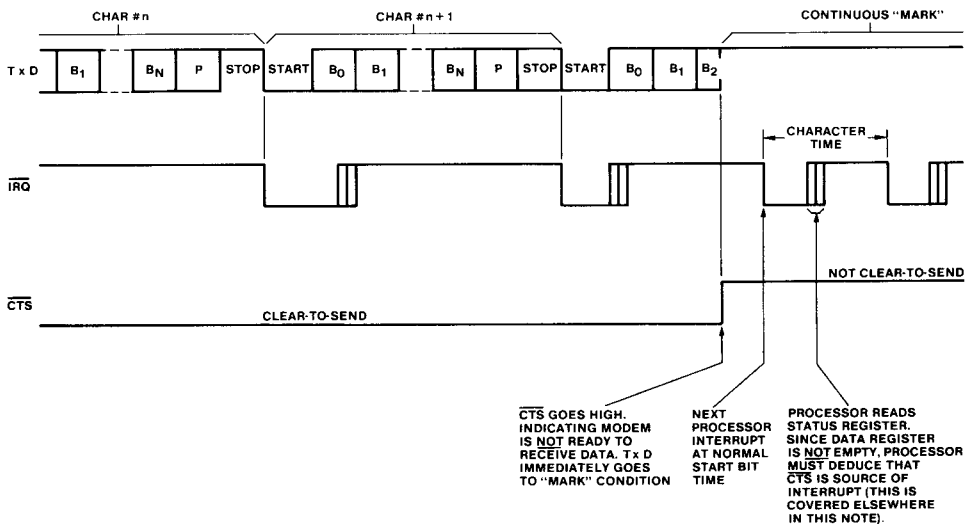 CHAR #n
CHAR #n + 1
CONTINUOUS "MARK"
T x D
B1
BN
P
STOP
START
B0
B1
BN
P
STOP
START
B0
B1
B2
CHARACTER
TIME
IRQ
NOT CLEAR-TO-SEND
CTS
CLEAR-TO-SEND
CTS GOES HIGH.
INDICATING MODEM
IS NOT READY TO
RECEIVE DATA. T x D
IMMEDIATELY GOES
TO "MARK" CONDITION
NEXT
PROCESSOR
INTERRUPT
AT NORMAL
START BIT
TIME
PROCESSOR READS
STATUS REGISTER.
SINCE DATA REGISTER
IS NOT EMPTY, PROCESSOR
MUST DEDUCE THAT
CTS IS SOURCE OF
INTERRUPT (THIS IS
COVERED ELSEWHERE
IN THIS NOTE).